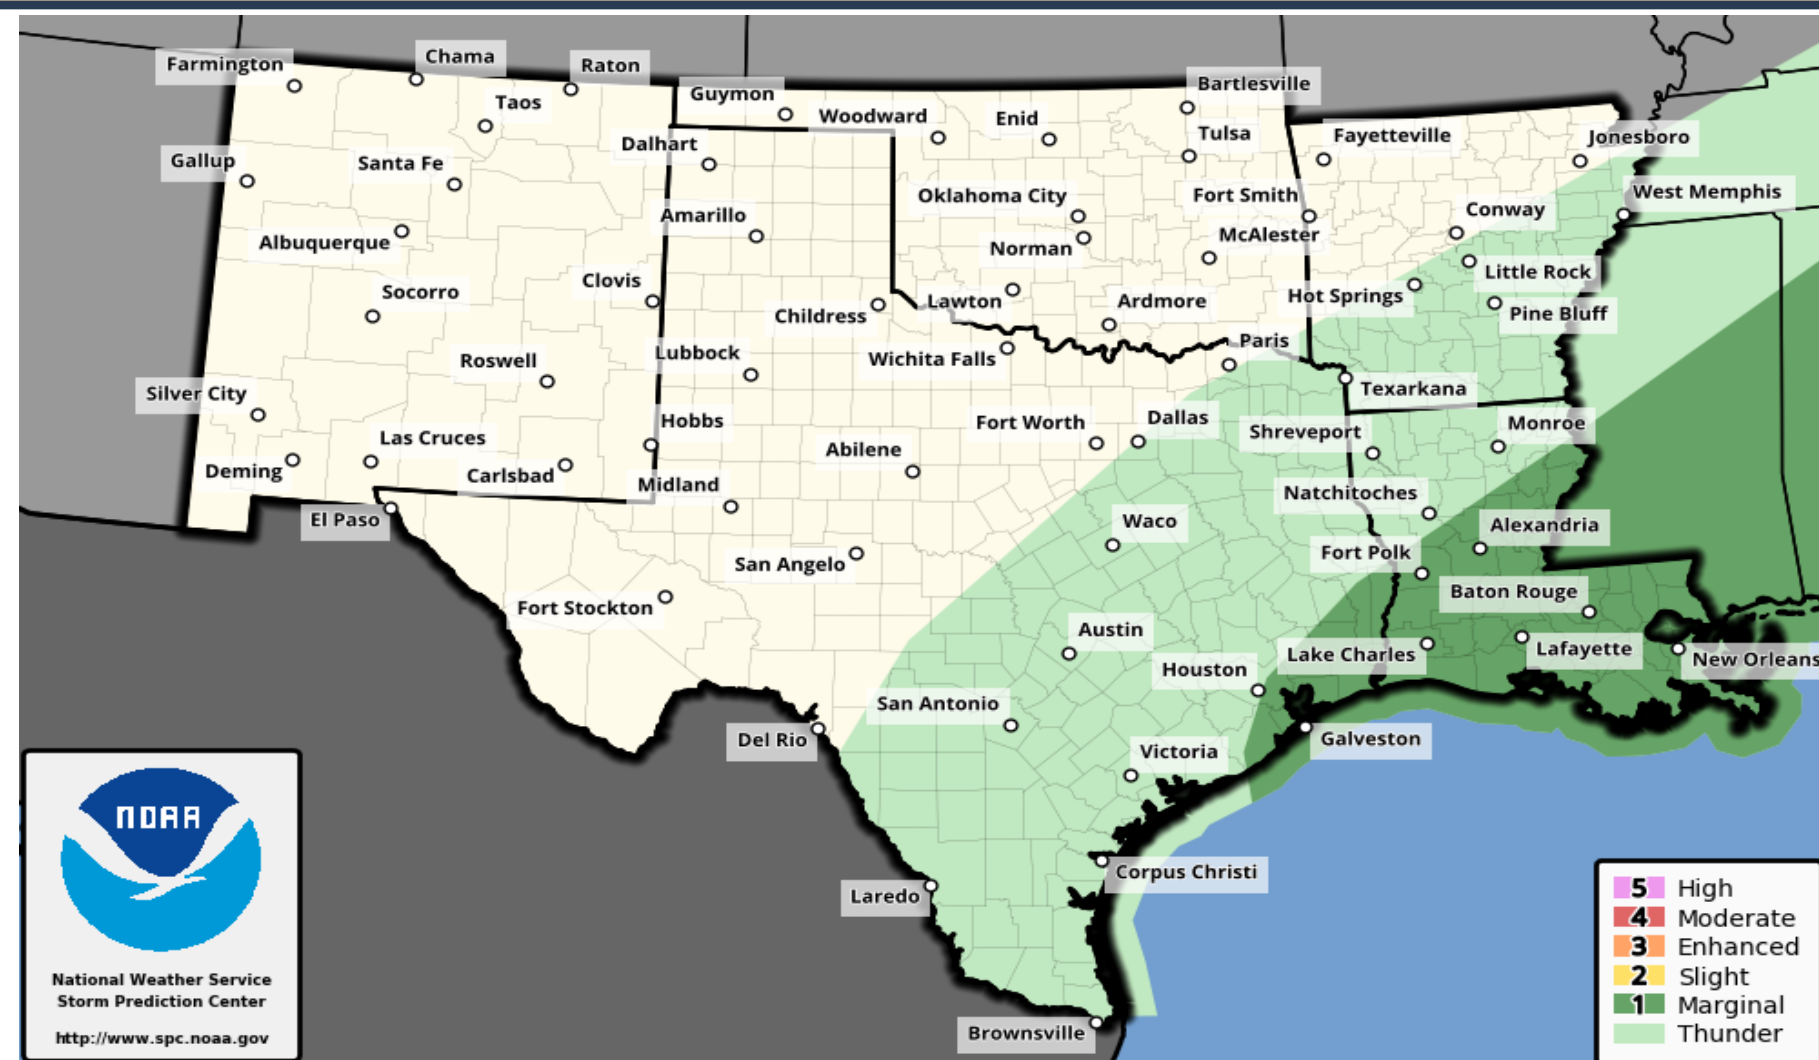 Farmington
Chama
Raton
Taos
Guymon
Woodward
Enid
Bartlesville
Tulsa
Fayetteville
Jonesboro
Gallup
Santa Fe
Dalhart
Oklahoma City
Fort Smith
Conway
West Memphis
Albuquerque
Amarillo
Norman
McAlester
Little Rock
Socorro
Clovis
Childress
Lawton
Ardmore
Hot Springs
Pine Bluff
Roswell
Lubbock
Wichita Falls
Paris
Texarkana
Silver City
Las Cruces
Hobbs
Fort Worth
Dallas
Shreveport
Monroe
Deming
Carlsbad
Midland
Abilene
Natchitoches
El Paso
San Angelo
Waco
Alexandria
Fort Polk
Fort Stockton
Baton Rouge
Austin
Lake Charles
Lafayette
New Orleans
Houston
San Antonio
Del Rio
Victoria
Galveston
Laredo
Corpus Christi
Brownsville
NOAA
National Weather Service
Storm Prediction Center
http://www.spc.noaa.gov
5 High
4 Moderate
3 Enhanced
2 Slight
1 Marginal
Thunder